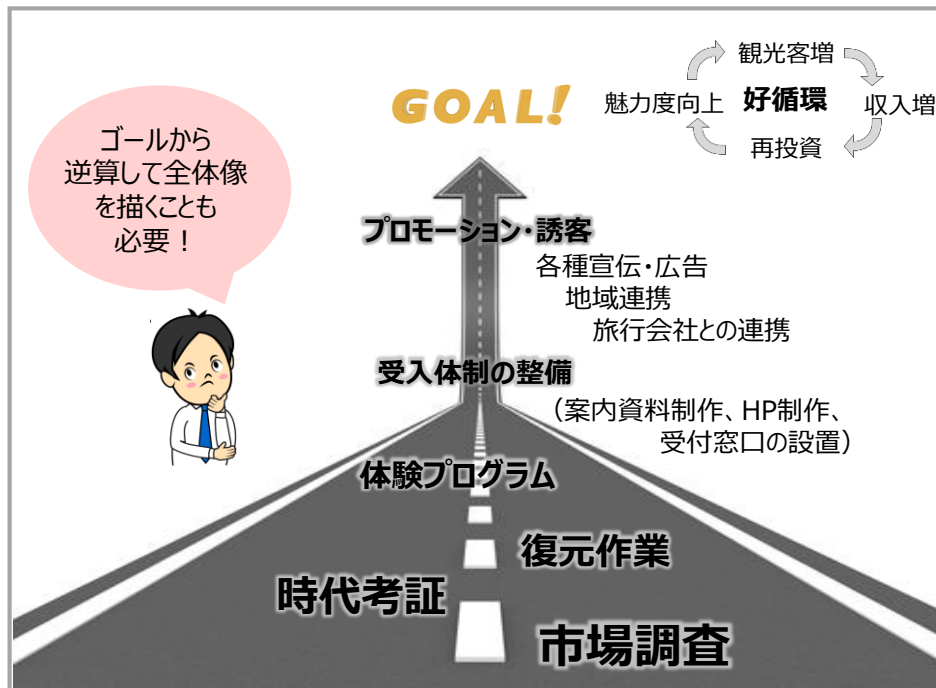 観光客増
GOAL!
魅力度向上 好循環 収入増
再投資
ゴールから
逆算して全体像
を描くことも
必要！
プロモーション・誘客
各種宣伝・広告
地域連携
旅行会社との連携
受入体制の整備
（案内資料制作、HP制作、
受付窓口の設置）
体験プログラム
復元作業
時代考証
市場調査